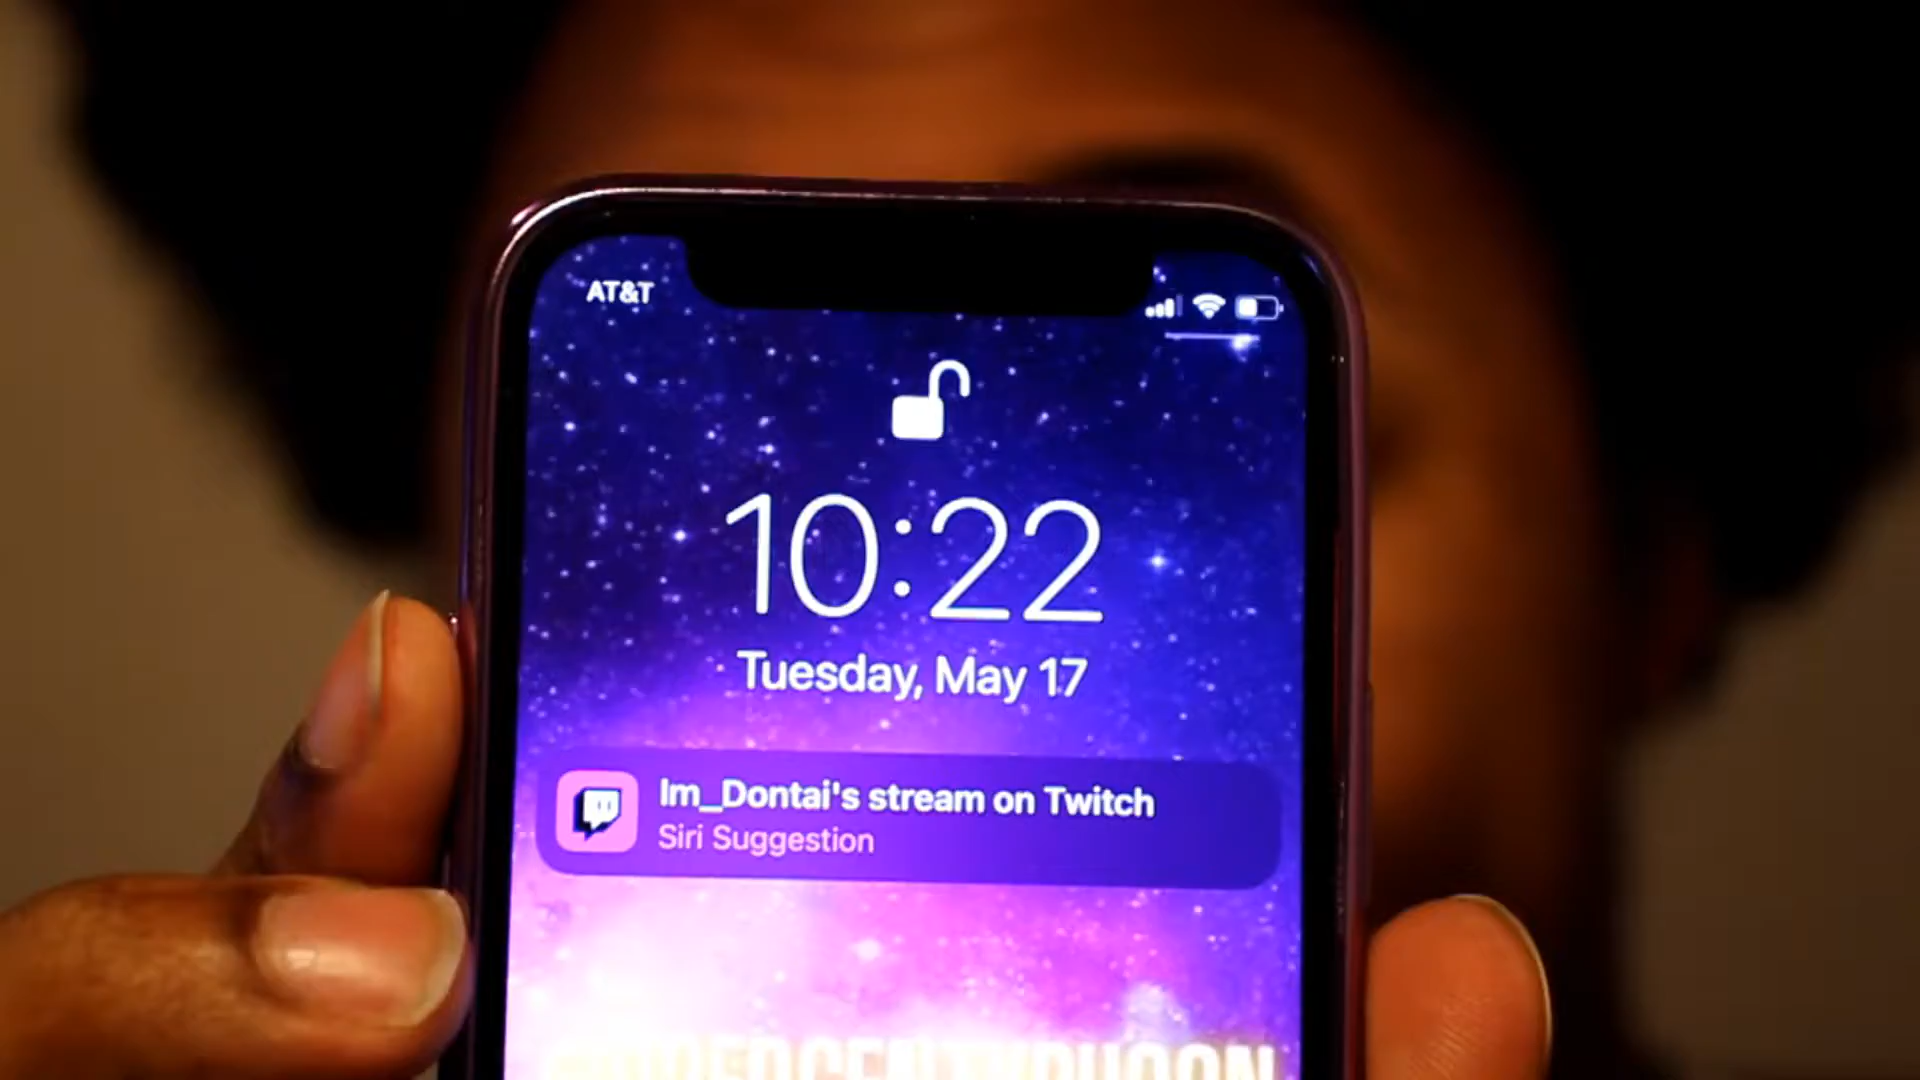 AT&T
10:22
Tuesday, May 17
Im_Dontai's stream on Twitch
Siri Suggestion